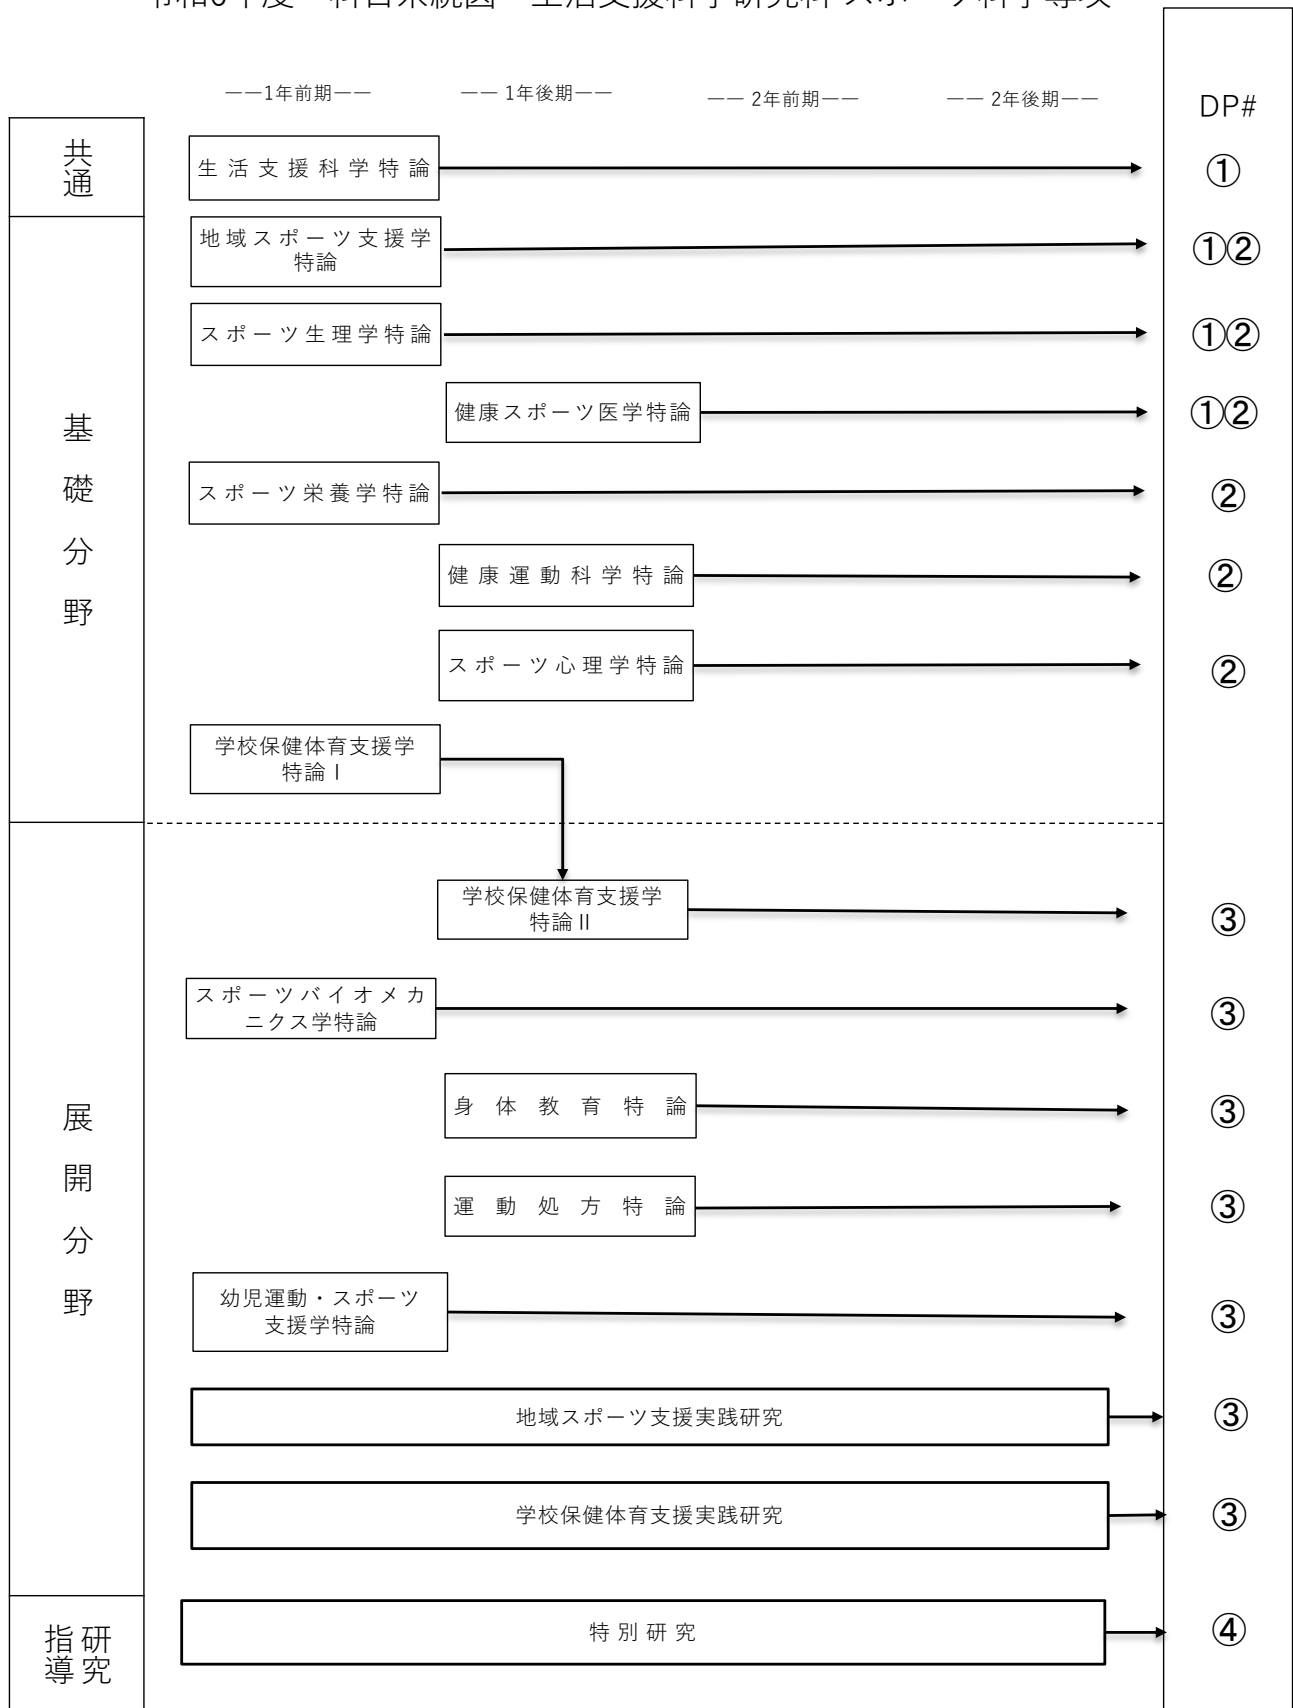 ——1年前期—— —— 1年後期—— —— 2年前期—— —— 2年後期——
DP#
共通
生活支援科学特論
①
基礎分野
地域スポーツ支援学
特論
①②
スポーツ生理学特論
①②
健康スポーツ医学特論
①②
スポーツ栄養学特論
②
健康運動科学特論
②
スポーツ心理学特論
②
学校保健体育支援学
特論Ⅰ
展開分野
学校保健体育支援学
特論Ⅱ
③
スポーツバイオメカ
ニクス学特論
③
身体教育特論
③
運動処方特論
③
幼児運動・スポーツ
支援学特論
③
地域スポーツ支援実践研究
③
学校保健体育支援実践研究
③
研究
指導
特別研究
④